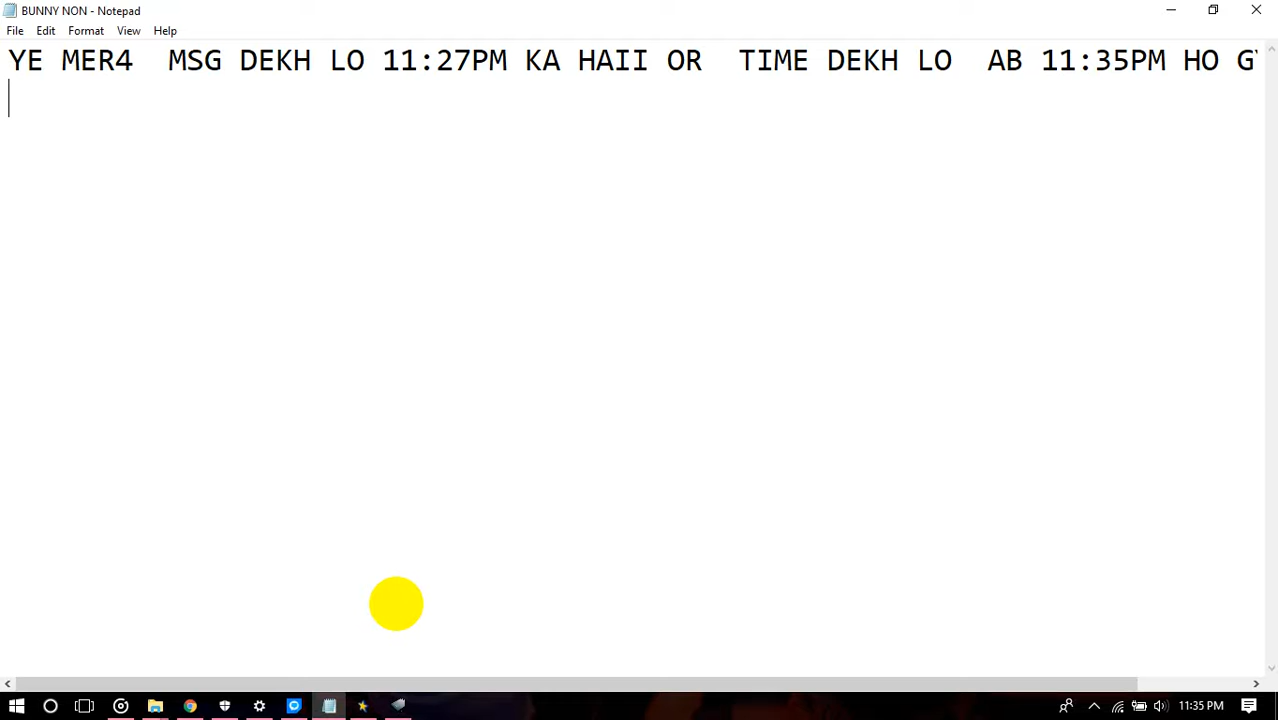 BUNNY NON - Notepad
File Edit Format View Help
YE MER4  MSG DEKH LO 11:27PM KA HAII OR  TIME DEKH LO  AB 11:35PM HO
11:35 PM